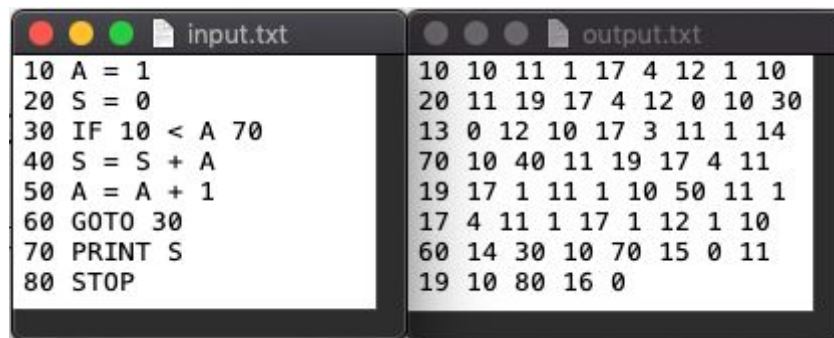 input.txt
10 A = 1
20 S = 0
30 IF 10 < A 70
40 S = S + A
50 A = A + 1
60 GOTO 30
70 PRINT S
80 STOP
output.txt
10 10 11 1 17 4 12 1 10
20 11 19 17 4 12 0 10 30
13 0 12 10 17 3 11 1 14
70 10 40 11 19 17 4 11
19 17 1 11 1 10 50 11 1
17 4 11 1 17 1 12 1 10
60 14 30 10 70 15 0 11
19 10 80 16 0